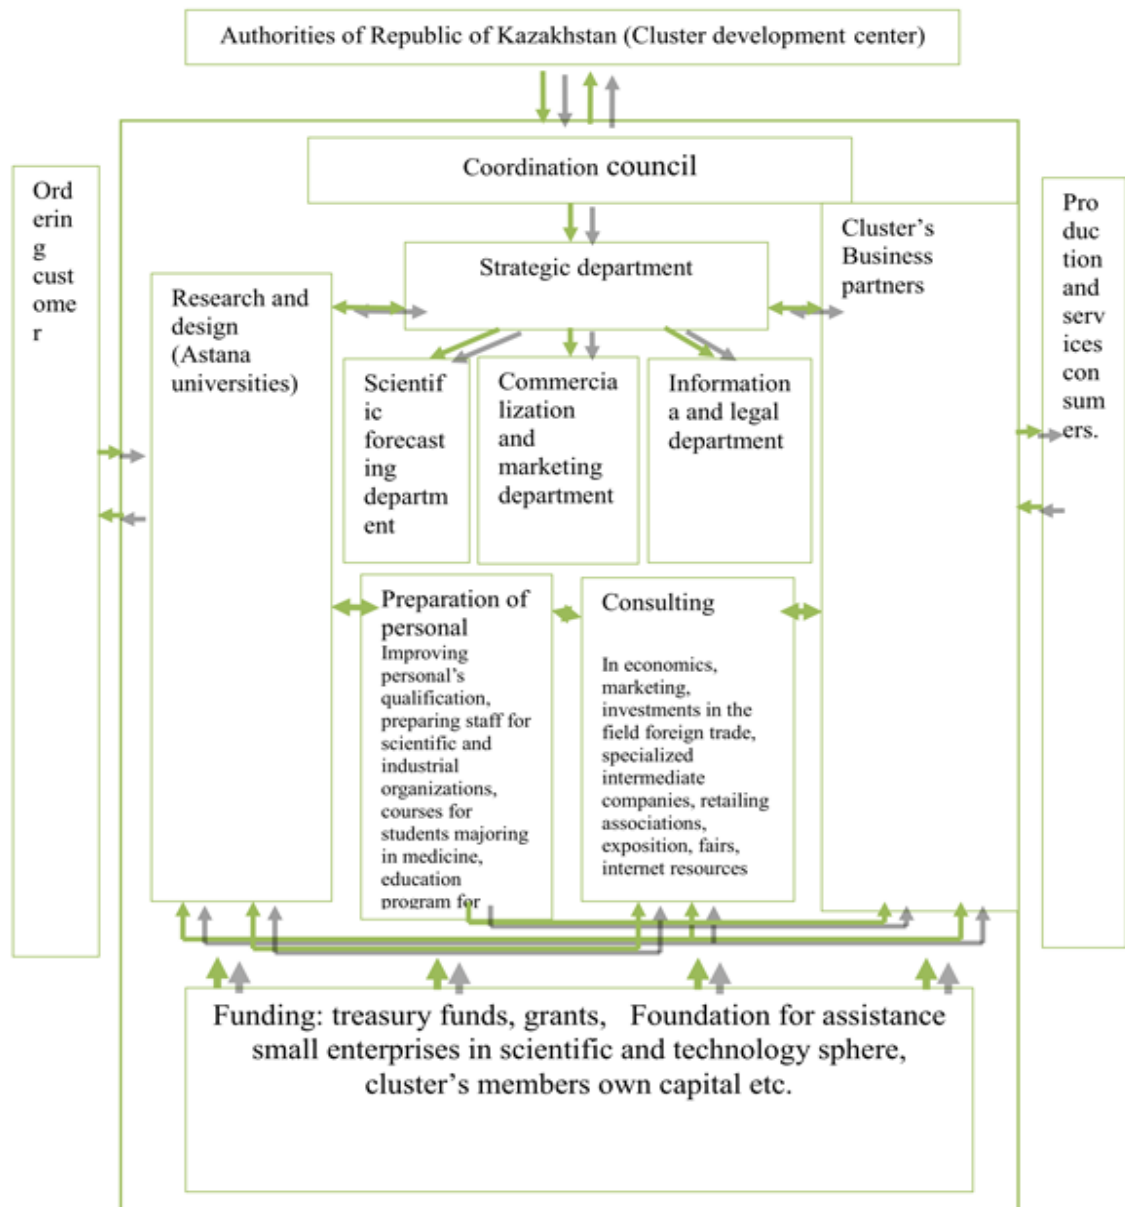 Authorities of Republic of Kazakhstan (Cluster development center)
Coordination council
Ord
erin
g
cust
ome
r
Research and
design
(Astana
universities)
Strategic department
Cluster’s
Business
partners
Pro
duc
tion
and
serv
ices
con
sum
ers.
Scientif
ic
forecast
ing
departm
ent
Commercia
lization
and
marketing
department
Information
a and legal
department
Preparation of
personal
Improving
personal’s
qualification,
preparing staff for
scientific and
industrial
organizations,
courses for
students majoring
in medicine,
education
program for
Consulting
In economics,
marketing,
investments in the
field foreign trade,
specialized
intermediate
companies, retailing
associations,
exposition, fairs,
internet resources
Funding: treasury funds, grants, Foundation for assistance
small enterprises in scientific and technology sphere,
cluster’s members own capital etc.